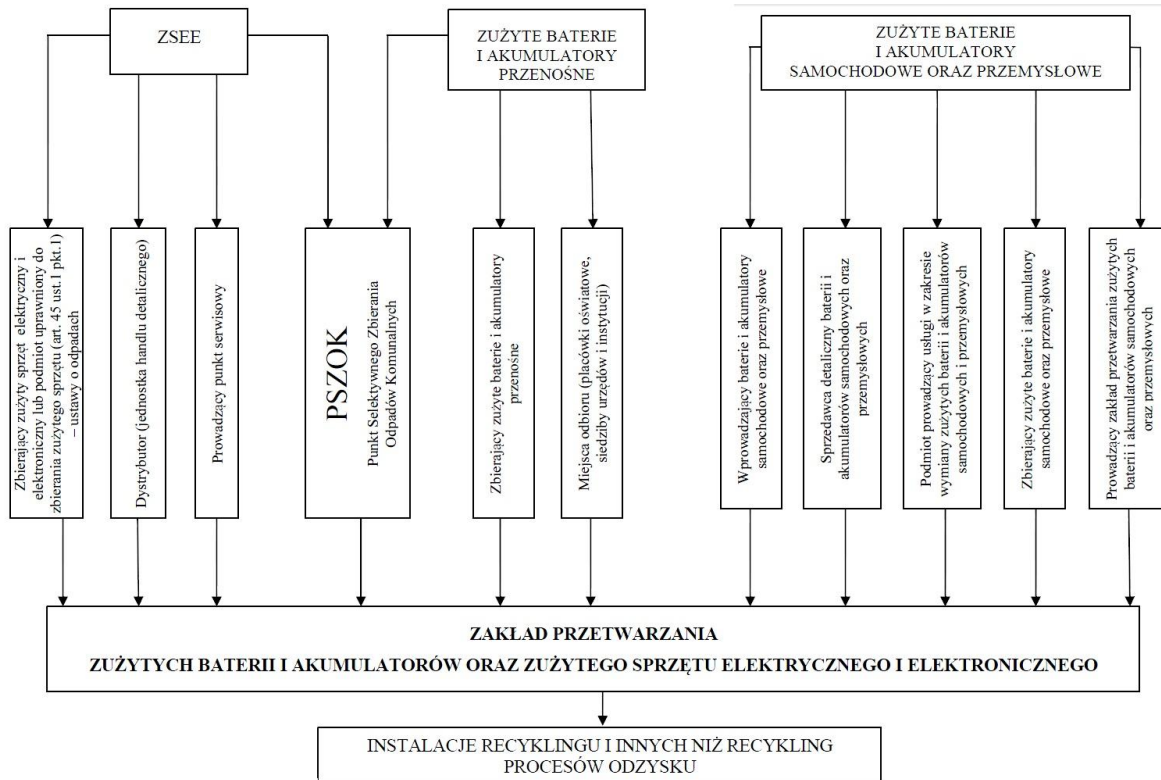 ZSEE
ZUŻYTE BATERIE
I AKUMULATORY
PRZENOŚNE
ZUŻYTE BATERIE
I AKUMULATORY
SAMOCHODOWE ORAZ PRZEMYSŁOWE
Zbierający zużyty sprzęt elektryczny i
elektroniczny lub podmiot uprawniony do
zbierania zużytego sprzętu (art. 45 ust.1 pkt.1)
– ustawy o odpadach
Dystrybutor (jednostka handlu detalicznego)
Prowadzący punkt serwisowy
PSZOK
Punkt Selektywnego Zbierania
Odpadów Komunalnych
Zbierający zużyte baterie i akumulatory
przenośne
Miejsca odbioru (placówki oświatowe,
siedziby urzędów i instytucji)
Wprowadzający baterie i akumulatory
samochodowe oraz przemysłowe
Sprzedawca detaliczny baterii i
akumulatorów samochodowych oraz
przemysłowych
Podmiot prowadzący usługi w zakresie
wymiany zużytych baterii i akumulatorów
samochodowych i przemysłowych
Zbierający zużyte baterie i akumulatory
samochodowe oraz przemysłowe
Prowadzący zakład przetwarzania zużytych
baterii i akumulatorów samochodowych
oraz przemysłowych
ZAKŁAD PRZETWARZANIA
ZUŻYTYCH BATERII I AKUMULATORÓW ORAZ ZUŻYTEGO SPRZĘTU ELEKTRYCZNEGO I ELEKTRONICZNEGO
INSTALACJE RECYKLINGU I INNYCH NIŻ RECYKLING
PROCESÓW ODZYSKU